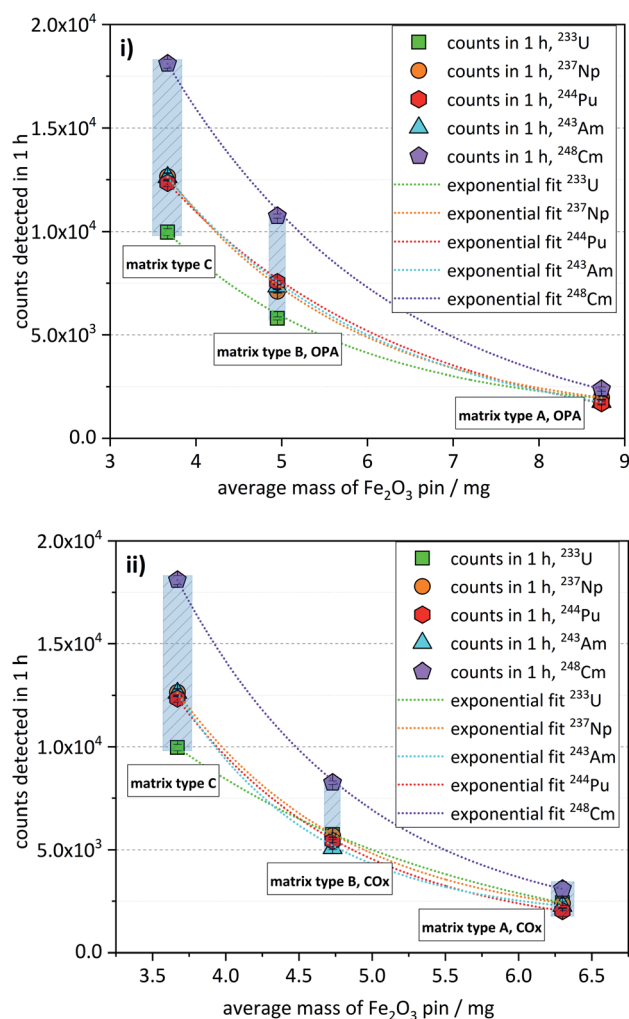 i)
counts in 1 h, ²³³U
counts in 1 h, ²³⁷Np
counts in 1 h, ²⁴⁴Pu
counts in 1 h, ²⁴³Am
counts in 1 h, ²⁴⁸Cm
exponential fit ²³³U
exponential fit ²³⁷Np
exponential fit ²⁴⁴Pu
exponential fit ²⁴³Am
exponential fit ²⁴⁸Cm
2.0x10⁴
1.5x10⁴
1.0x10⁴
5.0x10³
0.0
counts detected in 1 h
matrix type C
matrix type B, OPA
matrix type A, OPA
3 4 5 6 7 8 9
average mass of Fe₂O₃ pin / mg
ii)
counts in 1 h, ²³³U
counts in 1 h, ²³⁷Np
counts in 1 h, ²⁴⁴Pu
counts in 1 h, ²⁴³Am
counts in 1 h, ²⁴⁸Cm
exponential fit ²³³U
exponential fit ²³⁷Np
exponential fit ²⁴³Am
exponential fit ²⁴⁴Pu
exponential fit ²⁴⁸Cm
2.0x10⁴
1.5x10⁴
1.0x10⁴
5.0x10³
0.0
counts detected in 1 h
matrix type C
matrix type B, COx
matrix type A, COx
3.5 4.0 4.5 5.0 5.5 6.0 6.5
average mass of Fe₂O₃ pin / mg